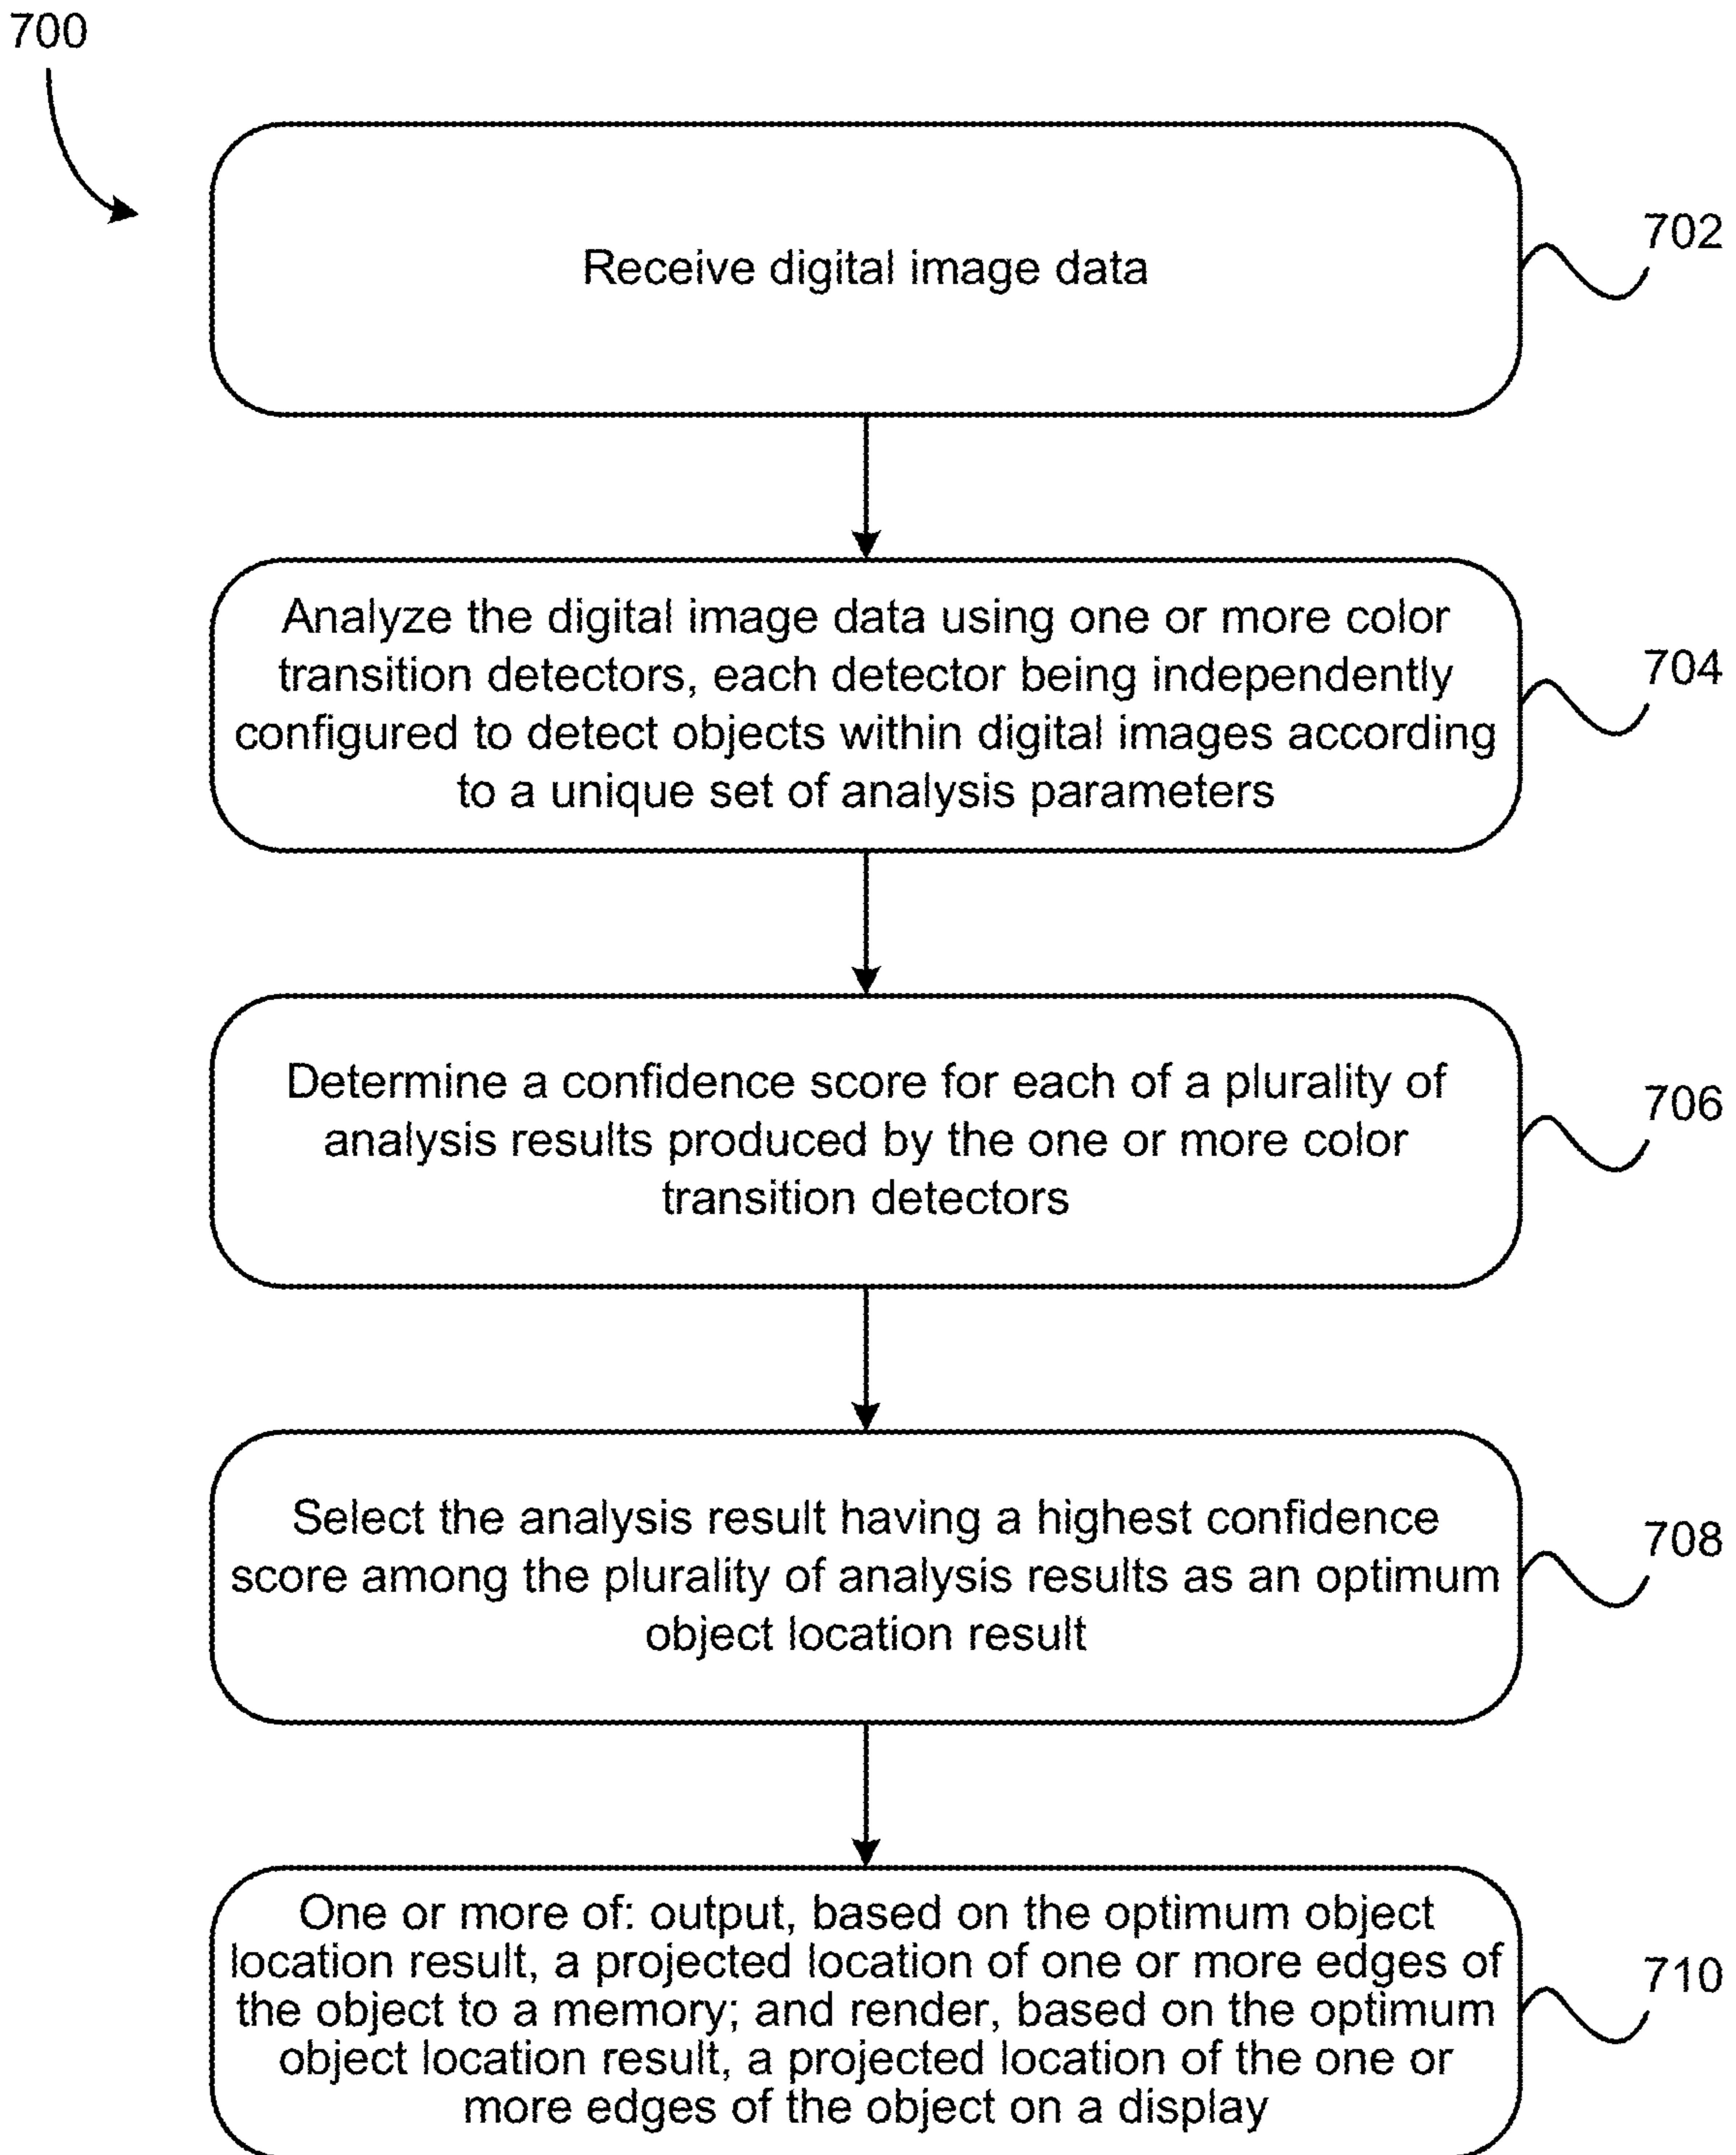 700
Receive digital image data
702
Analyze the digital image data using one or more color
transition detectors, each detector being independently
configured to detect objects within digital images according
to a unique set of analysis parameters
704
Determine a confidence score for each of a plurality of
analysis results produced by the one or more color
transition detectors
706
Select the analysis result having a highest confidence
score among the plurality of analysis results as an optimum
object location result
708
One or more of: output, based on the optimum object
location result, a projected location of one or more edges of
the object to a memory; and render, based on the optimum
object location result, a projected location of the one or
more edges of the object on a display
710